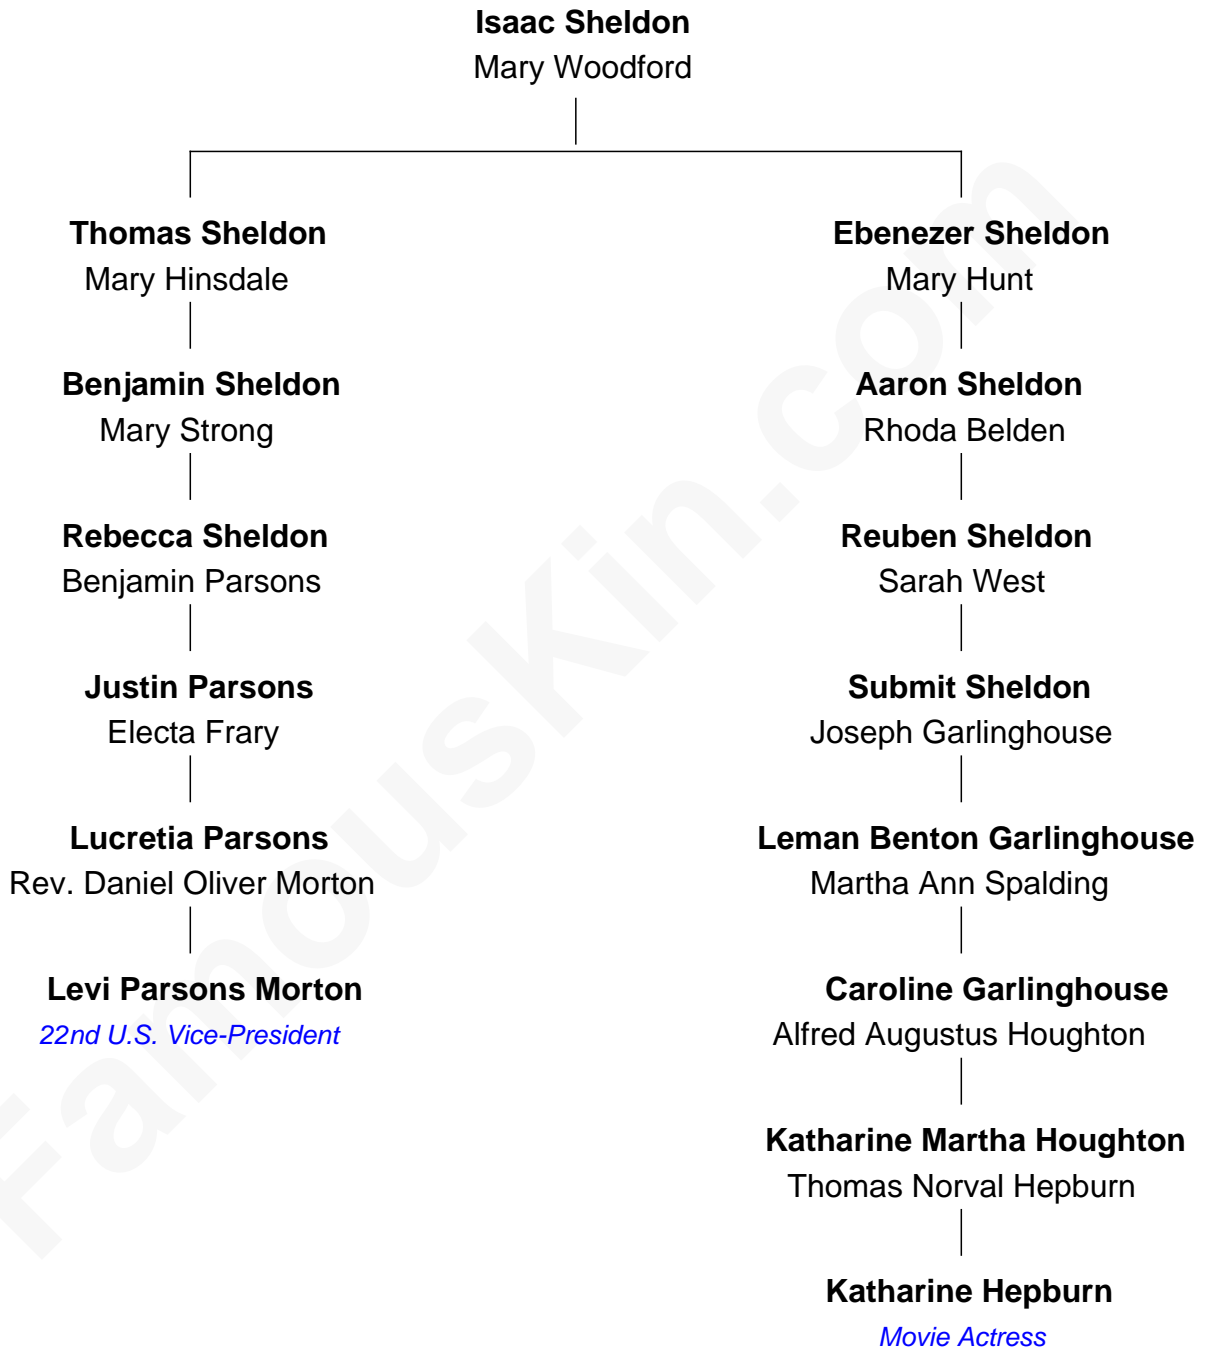 Isaac Sheldon
Mary Woodford
Thomas Sheldon
Mary Hinsdale
Ebenezer Sheldon
Mary Hunt
Benjamin Sheldon
Mary Strong
Aaron Sheldon
Rhoda Belden
Rebecca Sheldon
Benjamin Parsons
Reuben Sheldon
Sarah West
Justin Parsons
Electa Frary
Submit Sheldon
Joseph Garlinghouse
Lucretia Parsons
Rev. Daniel Oliver Morton
Leman Benton Garlinghouse
Martha Ann Spalding
Levi Parsons Morton
22nd U.S. Vice-President
Caroline Garlinghouse
Alfred Augustus Houghton
Katharine Martha Houghton
Thomas Norval Hepburn
Katharine Hepburn
Movie Actress
FamousKin.com